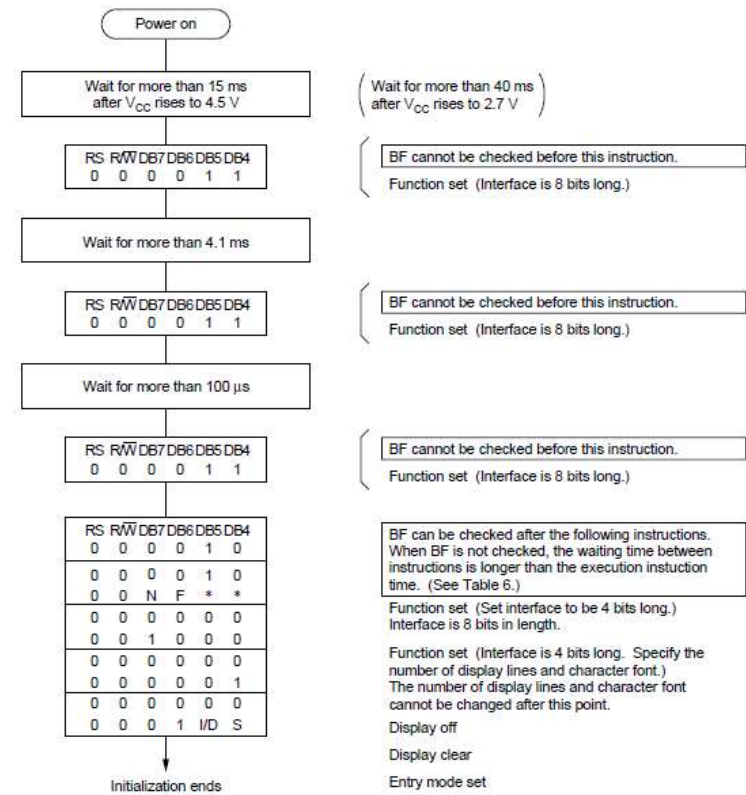 Power on
Wait for more than 15 ms
after VCC rises to 4.5 V
Wait for more than 40 ms
after VCC rises to 2.7 V
RS R/W DB7 DB6 DB5 DB4
0 0 0 0 1 1
BF cannot be checked before this instruction.
Function set (Interface is 8 bits long.)
Wait for more than 4.1 ms
RS R/W DB7 DB6 DB5 DB4
0 0 0 0 1 1
BF cannot be checked before this instruction.
Function set (Interface is 8 bits long.)
Wait for more than 100 µs
RS R/W DB7 DB6 DB5 DB4
0 0 0 0 1 1
BF cannot be checked before this instruction.
Function set (Interface is 8 bits long.)
RS R/W DB7 DB6 DB5 DB4
0 0 0 0 1 0
0 0 0 0 1 0
0 0 N F * *
0 0 0 0 0 0
0 0 1 0 0 0
0 0 0 0 0 0
0 0 0 0 0 1
0 0 0 0 0 0
0 0 0 1 I/D S
Initialization ends
BF can be checked after the following instructions.
When BF is not checked, the waiting time between
instructions is longer than the execution instuction
time. (See Table 6.)
Function set (Set interface to be 4 bits long.)
Interface is 8 bits in length.
Function set (Interface is 4 bits long. Specify the
number of display lines and character font.)
The number of display lines and character font
cannot be changed after this point.
Display off
Display clear
Entry mode set